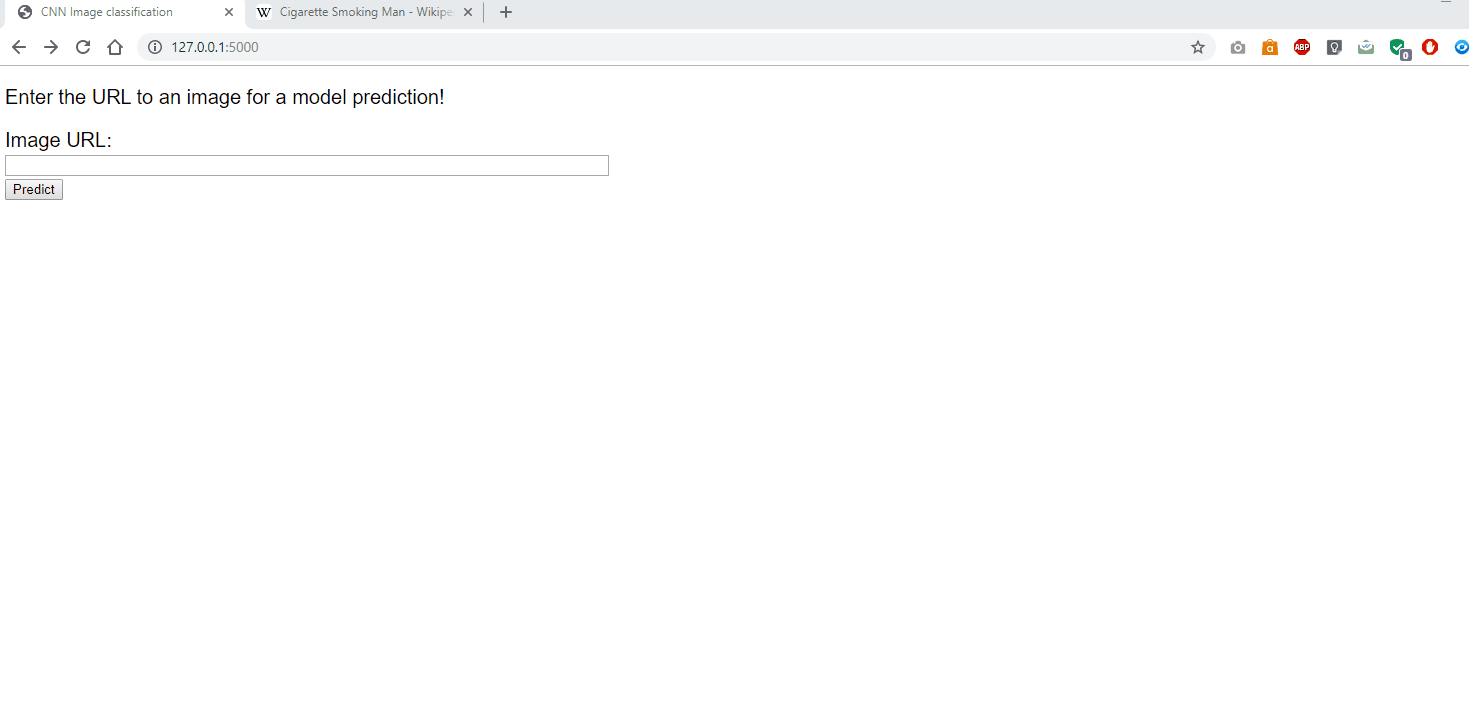 CNN Image classification
Cigarette Smoking Man - Wikipe
127.0.0.1:5000
a
ABP
0
Enter the URL to an image for a model prediction!
Image URL:
Predict